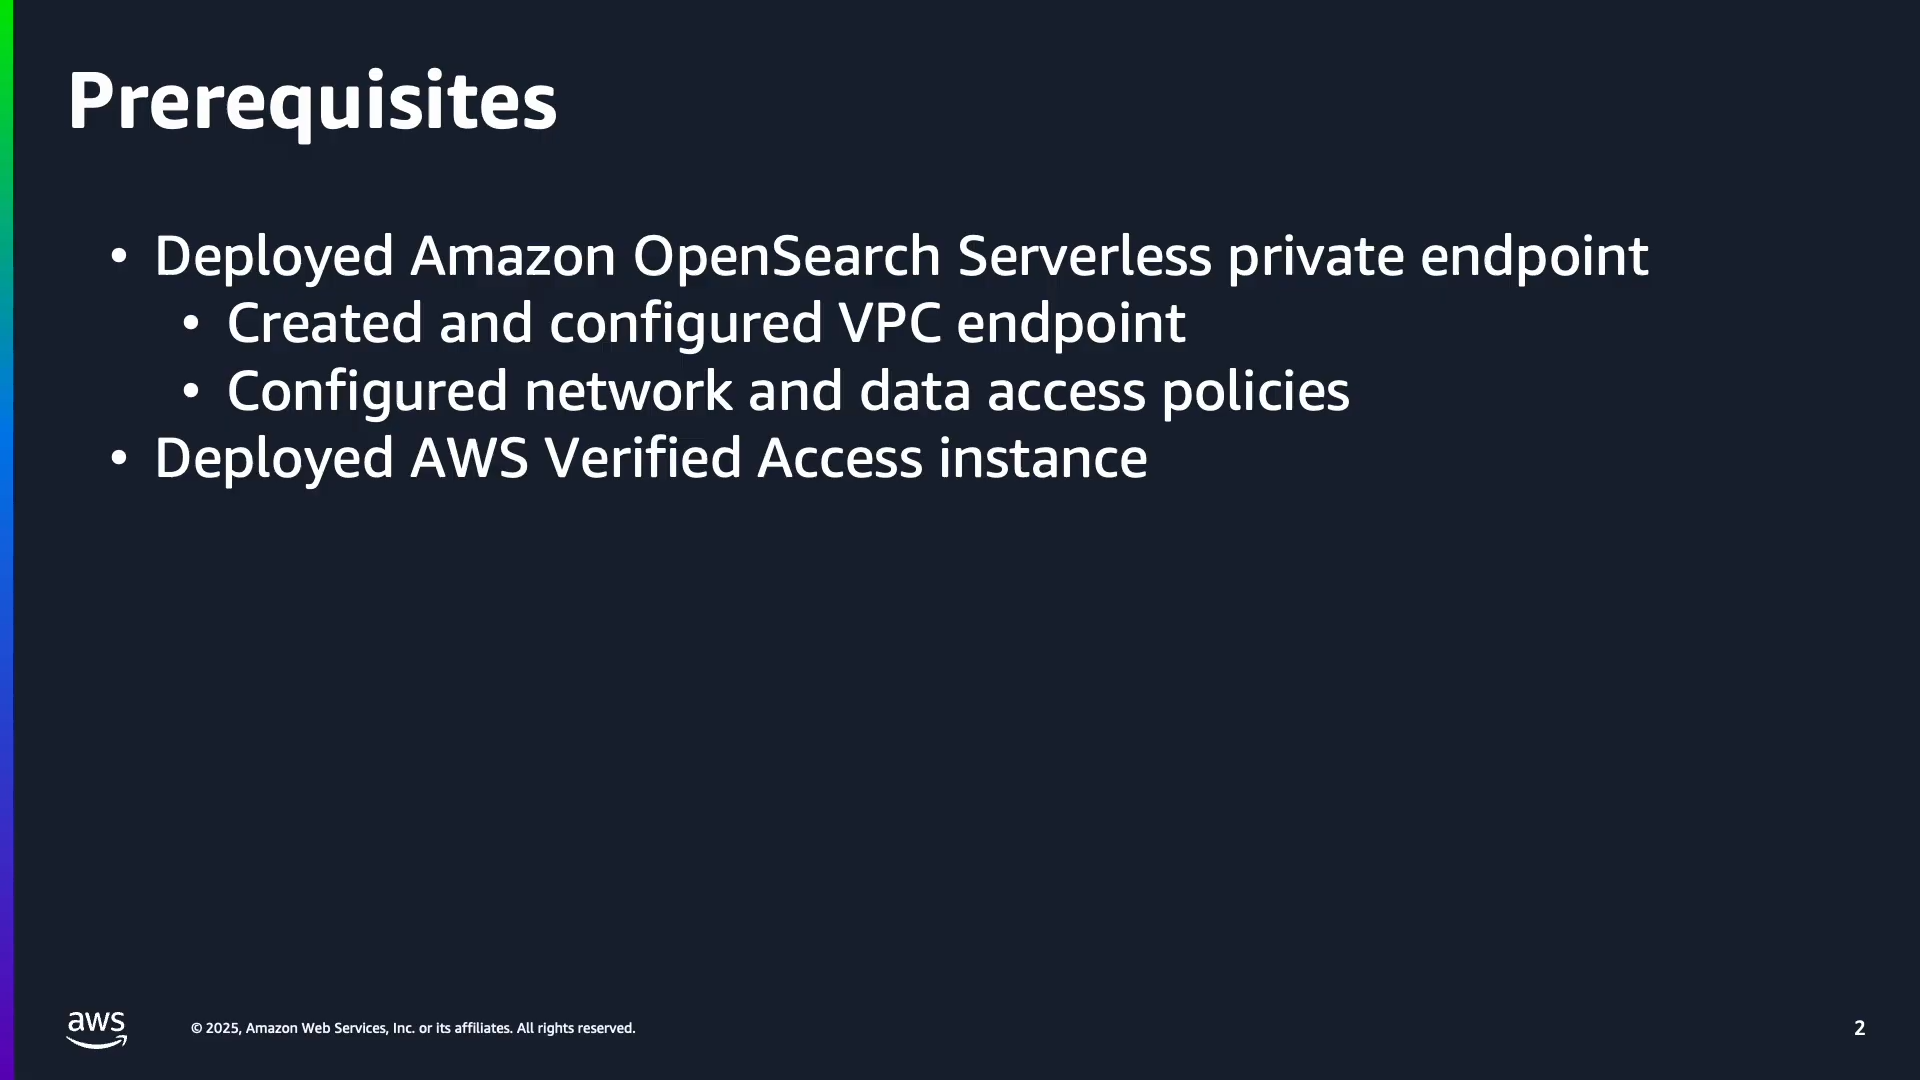 Prerequisites
• Deployed Amazon OpenSearch Serverless private endpoint
• Created and configured VPC endpoint
• Configured network and data access policies
• Deployed AWS Verified Access instance
aws
© 2025, Amazon Web Services, Inc. or its affiliates. All rights reserved.
2